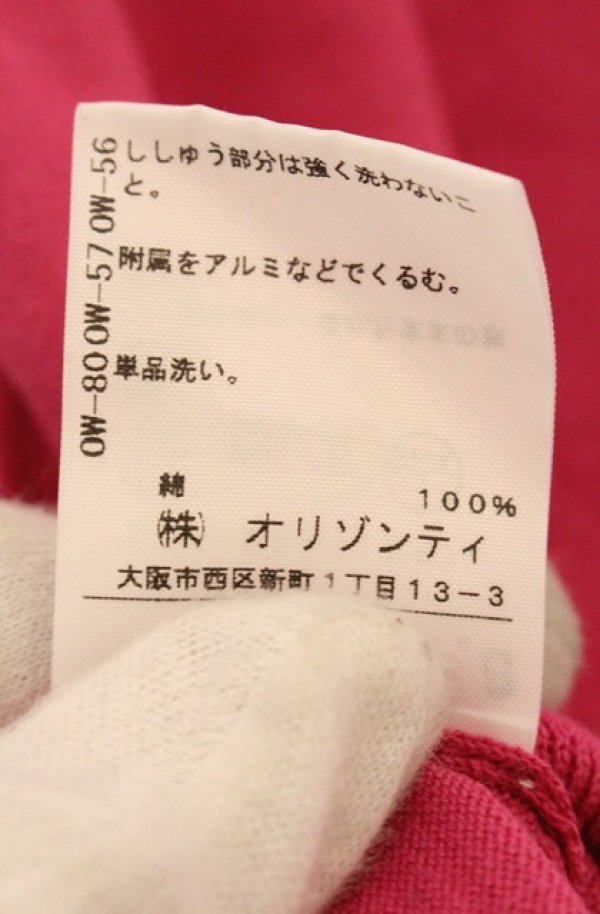 OW-80 OW-57 OW-56
ししゅう部分は強く洗わないこ
と。
附属をアルミなどでくるむ。
単品洗い。
綿 100%
㈱ オリゾンティ
大阪市西区新町1丁目13-3